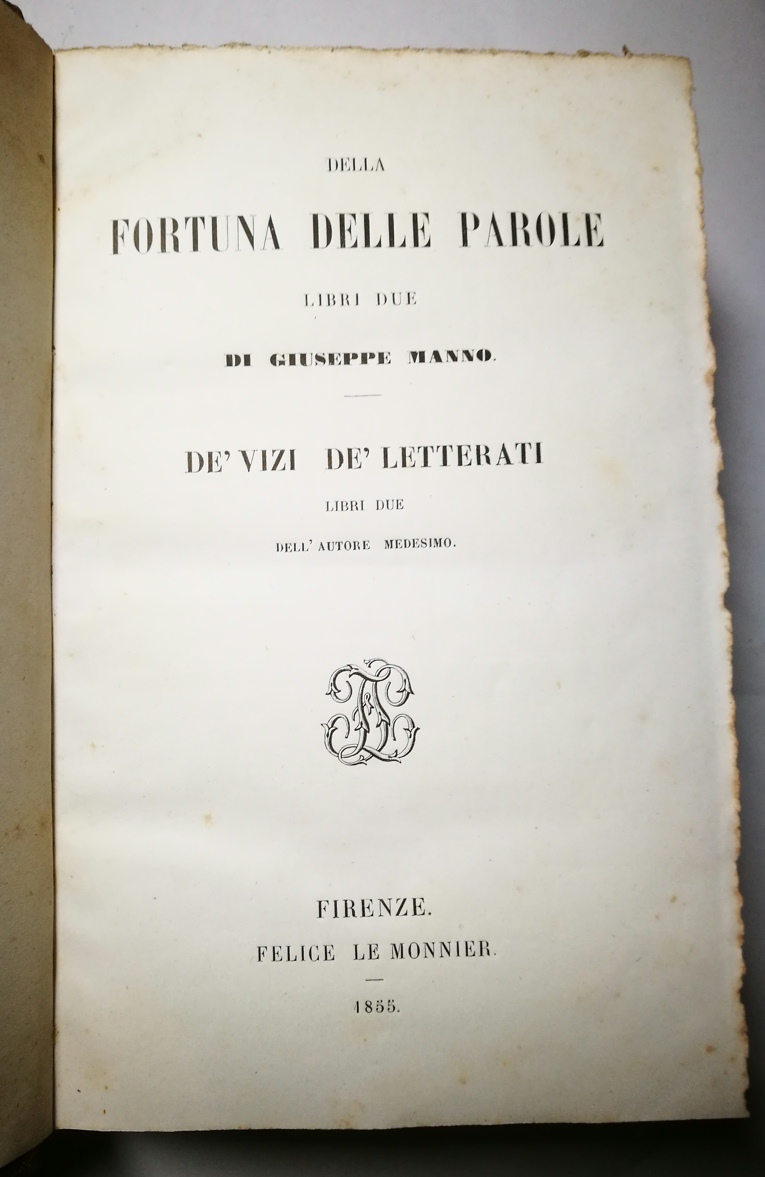 DELLA
FORTUNA DELLE PAROLE
LIBRI DUE
DI GIUSEPPE MANNO.
DE' VIZI DE' LETTERATI
LIBRI DUE
DELL' AUTORE MEDESIMO.
FIRENZE.
FELICE LE MONNIER.
1855.